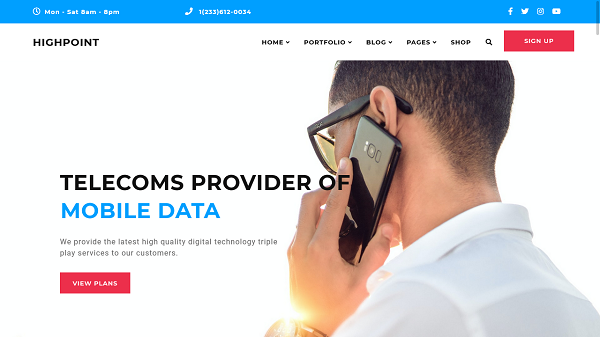 Mon - Sat 8am - 8pm
1(233)612-0034
HIGHPOINT
HOME
PORTFOLIO
BLOG
PAGES
SHOP
SIGN UP
TELECOMS PROVIDER OF
MOBILE DATA
We provide the latest high quality digital technology triple
play services to our customers.
VIEW PLANS